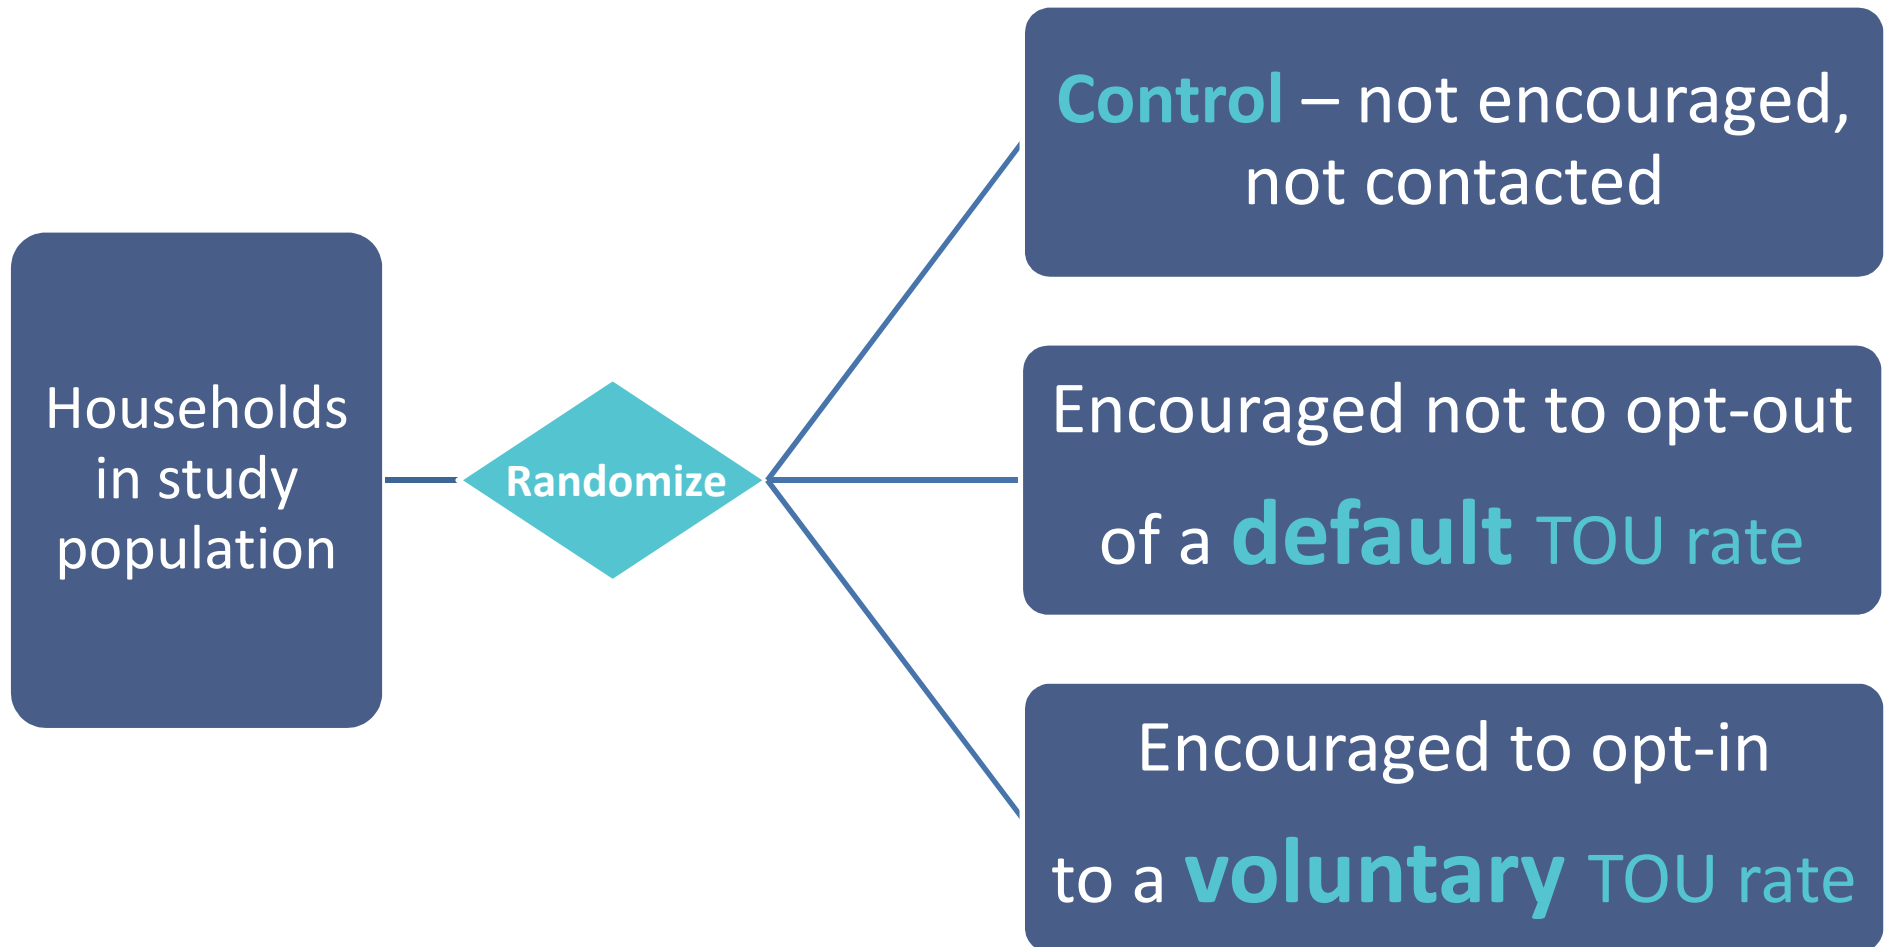 Households
in study
population
Randomize
Control – not encouraged,
not contacted
Encouraged not to opt-out
of a default TOU rate
Encouraged to opt-in
to a voluntary TOU rate